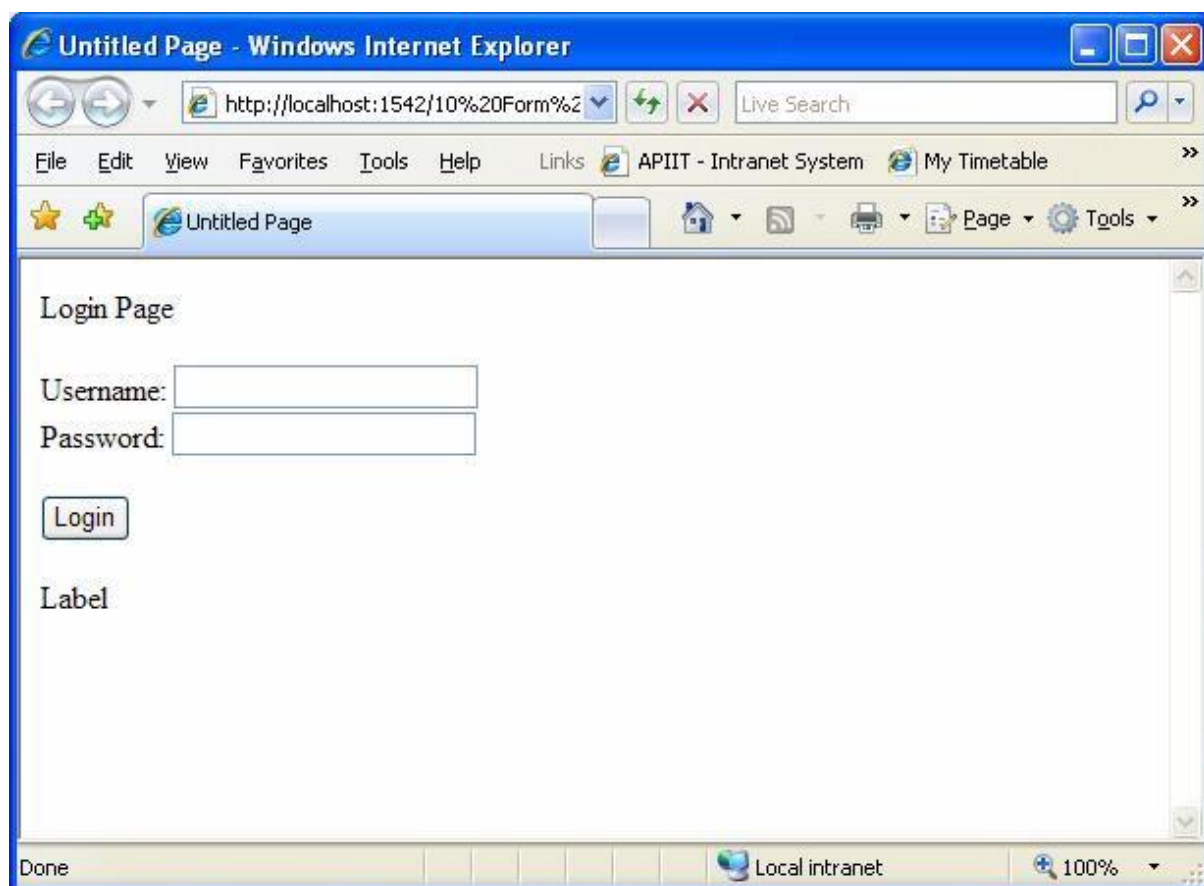 Untitled Page - Windows Internet Explorer
http://localhost:1542/10%20Form%2
Live Search
File Edit View Favorites Tools Help Links APIIT - Intranet System My Timetable »
Untitled Page Page Tools »
Login Page
Username:
Password:
Login
Label
Done Local intranet 100%